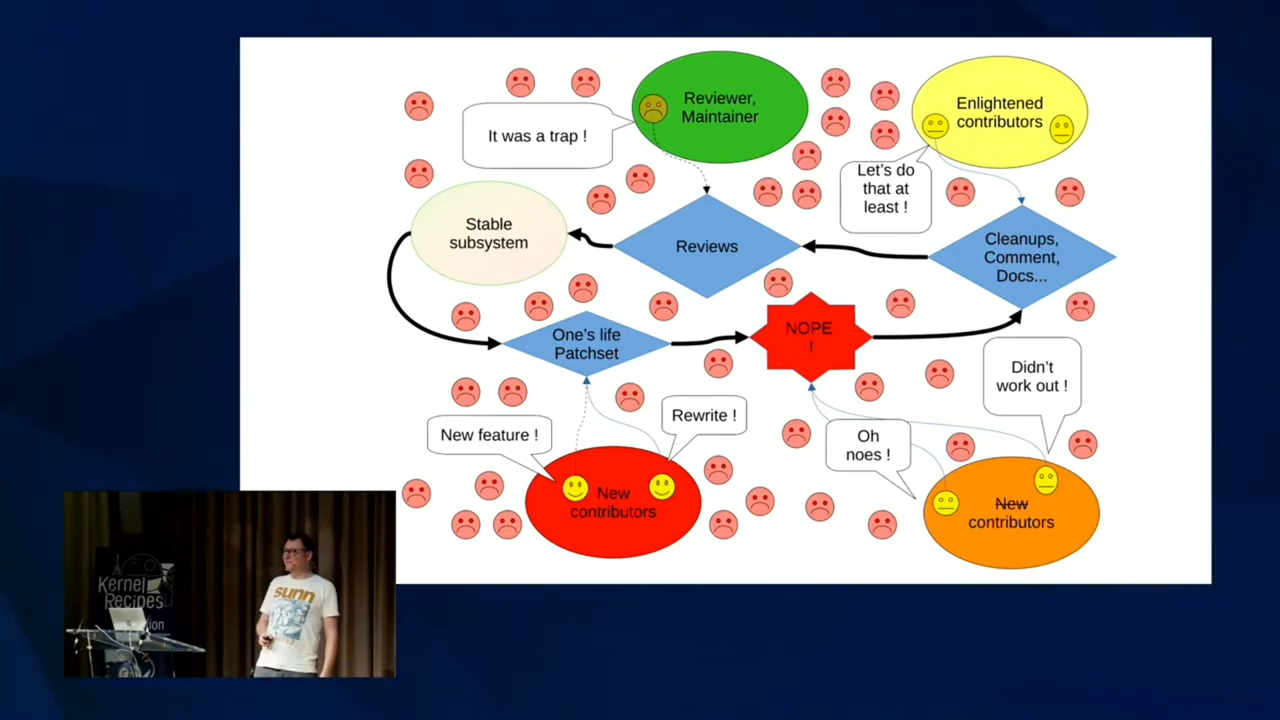 Reviewer,
Maintainer
Enlightened
contributors
It was a trap !
Let's do
that at
least !
Stable
subsystem
Reviews
Cleanups,
Comment,
Docs...
One's life
Patchset
NOPE
!
Didn't
work out !
New feature !
Rewrite !
Oh
noes !
New
contributors
New
contributors
Kernel
Recipes
sunn